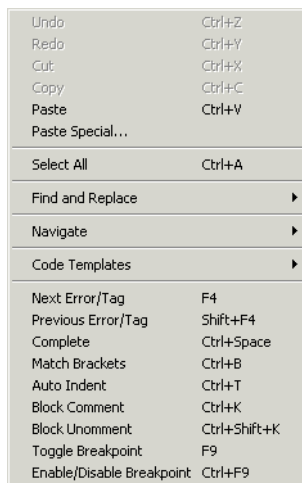 Undo Ctrl+Z
Redo Ctrl+Y
Cut Ctrl+X
Copy Ctrl+C
Paste Ctrl+V
Paste Special...
Select All Ctrl+A
Find and Replace
Navigate
Code Templates
Next Error/Tag F4
Previous Error/Tag Shift+F4
Complete Ctrl+Space
Match Brackets Ctrl+B
Auto Indent Ctrl+T
Block Comment Ctrl+K
Block Unomment Ctrl+Shift+K
Toggle Breakpoint F9
Enable/Disable Breakpoint Ctrl+F9